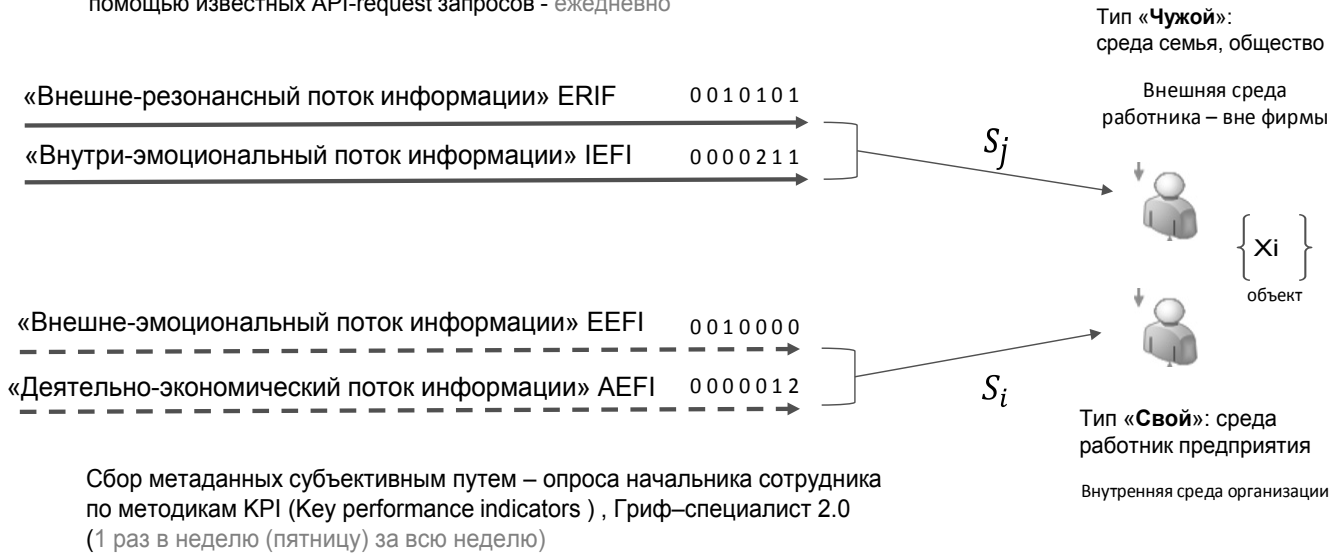 помощью известных API-request запросов - ежедневно
Тип «Чужой»:
среда семья, общество
Внешняя среда
работника – вне фирмы
«Внешне-резонансный поток информации» ERIF 0010101
«Внутри-эмоциональный поток информации» IEFI 0000211
Sj
{Xi}
объект
«Внешне-эмоциональный поток информации» EEFI 0010000
«Деятельно-экономический поток информации» AEFI 0000012
Si
Тип «Свой»: среда
работник предприятия
Внутренняя среда организации
Сбор метаданных субъективным путем – опроса начальника сотрудника
по методикам KPI (Key performance indicators ) , Гриф–специалист 2.0
(1 раз в неделю (пятницу) за всю неделю)